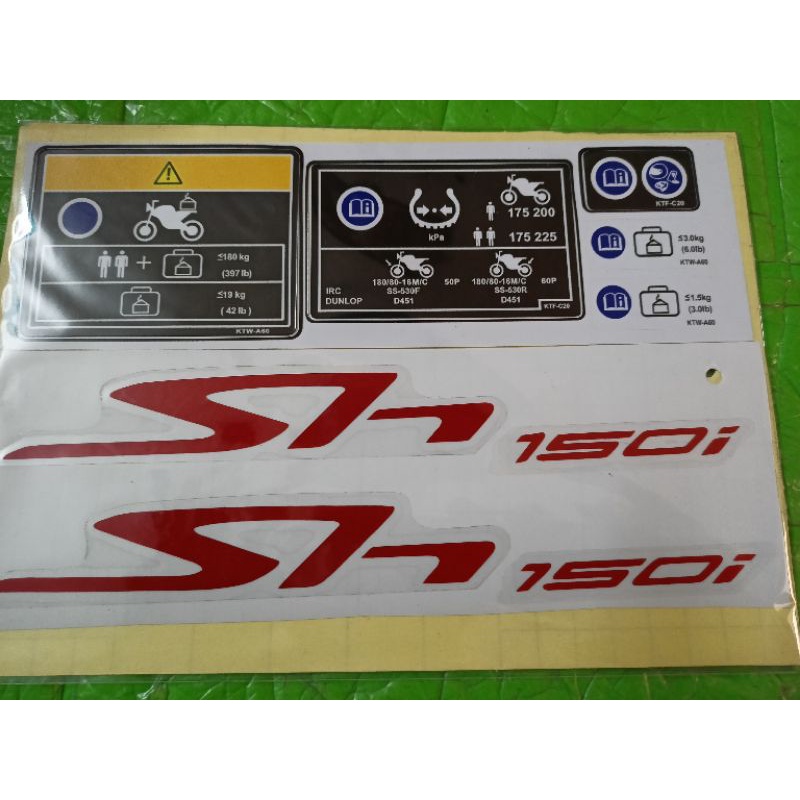 ≤180 kg
(397 lb)
≤19 kg
( 42 lb )
KTW-A60
kPa
175 200
175 225
180/80-16M/C 50P
SS-530F
D451
180/80-16M/C 60P
SS-530R
D451
IRC
DUNLOP
KTF-C20
KTF-C20
≤3.0kg
(6.0lb)
KTW-A60
≤1.5kg
(3.0lb)
KTW-A60
Sh 150i
Sh 150i